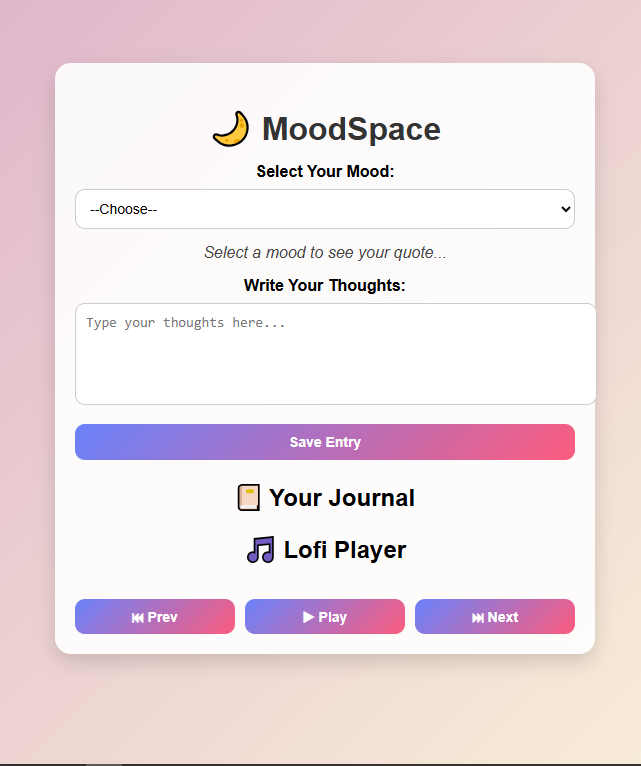 🌙 MoodSpace
Select Your Mood:
--Choose--
Select a mood to see your quote...
Write Your Thoughts:
Type your thoughts here...
Save Entry
📔 Your Journal
🎵 Lofi Player
⏮ Prev
▶ Play
⏭ Next